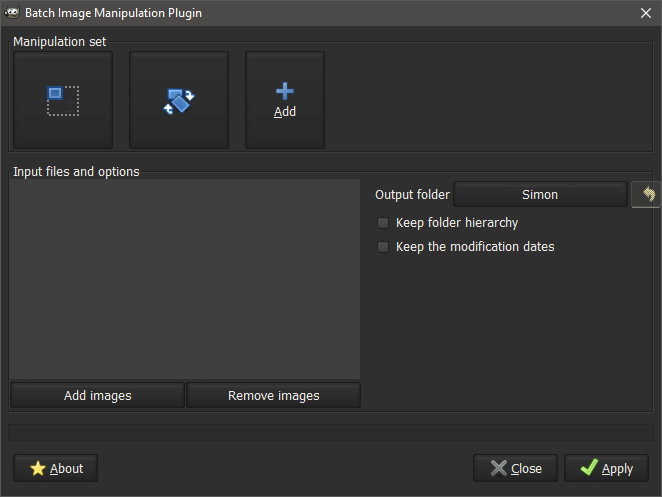 Batch Image Manipulation Plugin
Manipulation set
Add
Input files and options
Output folder Simon
Keep folder hierarchy
Keep the modification dates
Add images Remove images
About Close Apply